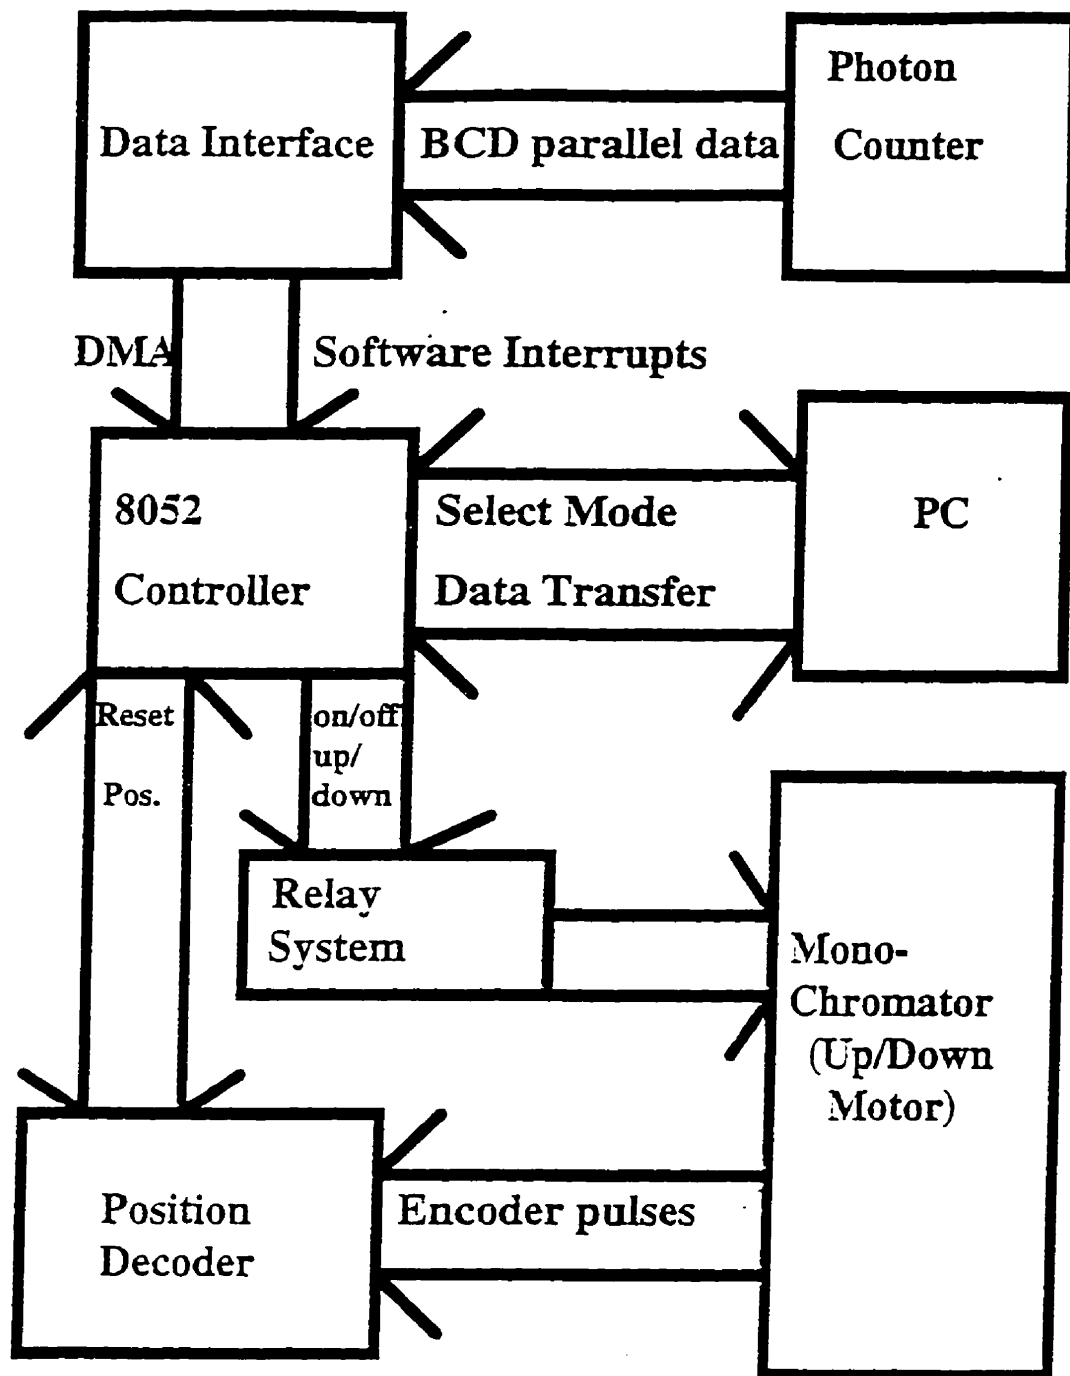 Photon
Counter
Data Interface
BCD parallel data
DMA
Software Interrupts
8052
Controller
Select Mode
Data Transfer
PC
Reset
Pos.
on/off
up/
down
Relay
System
Mono-
Chromator
(Up/Down
Motor)
Position
Decoder
Encoder pulses